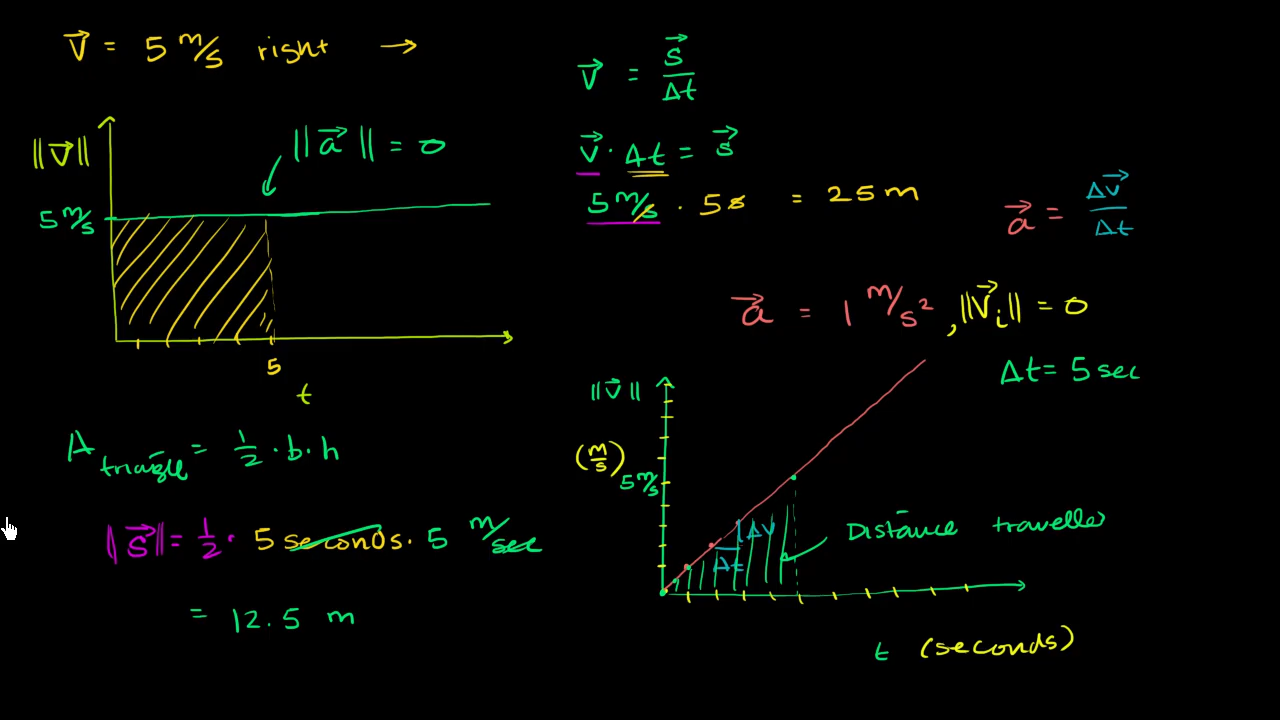 v⃗ = 5 m/s right →
||v⃗||
||a⃗|| = 0
5 m/s
5
t
A triangle = 1/2 · b · h
||s⃗|| = 1/2 · 5 seconds · 5 m/sec
= 12.5 m
v⃗ = s⃗/Δt
v⃗ · Δt = s⃗
5 m/s · 5s = 25 m
a⃗ = Δv⃗/Δt
a⃗ = 1 m/s², ||v⃗i|| = 0
Δt = 5 sec
||v⃗||
(m/s)
5 m/s
Δv
Δt
Distance travelled
t (seconds)